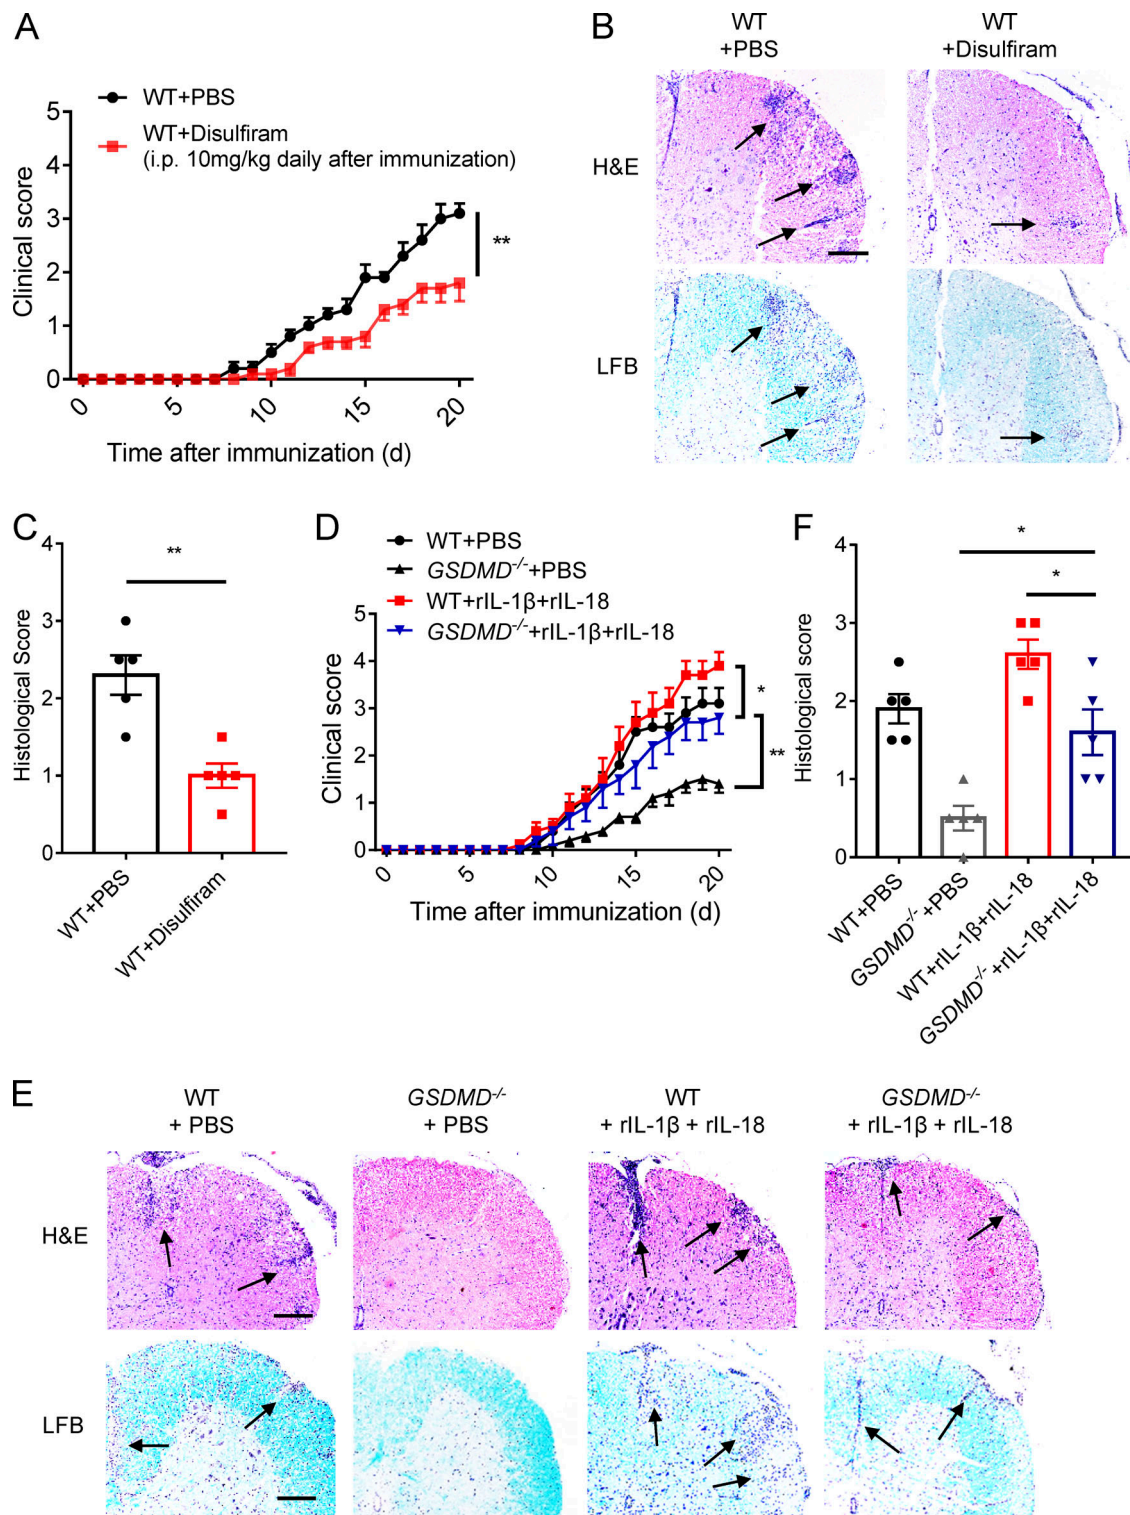 A
WT+PBS
WT+Disulfiram
(i.p. 10mg/kg daily after immunization)
Clinical score
5
4
3
2
1
0
**
0
5
10
15
20
Time after immunization (d)
B
WT
+PBS
WT
+Disulfiram
H&E
LFB
C
Histological Score
4
3
2
1
0
**
WT+PBS
WT+Disulfiram
D
WT+PBS
GSDMD-/-+PBS
WT+rIL-1β+rIL-18
GSDMD-/-+rIL-1β+rIL-18
Clinical score
5
4
3
2
1
0
*
**
0
5
10
15
20
Time after immunization (d)
F
Histological score
4
3
2
1
0
*
*
WT+PBS
GSDMD-/-+PBS
WT+rIL-1β+rIL-18
GSDMD-/-+rIL-1β+rIL-18
E
WT
+ PBS
GSDMD-/-
+ PBS
WT
+ rIL-1β + rIL-18
GSDMD-/-
+ rIL-1β + rIL-18
H&E
LFB